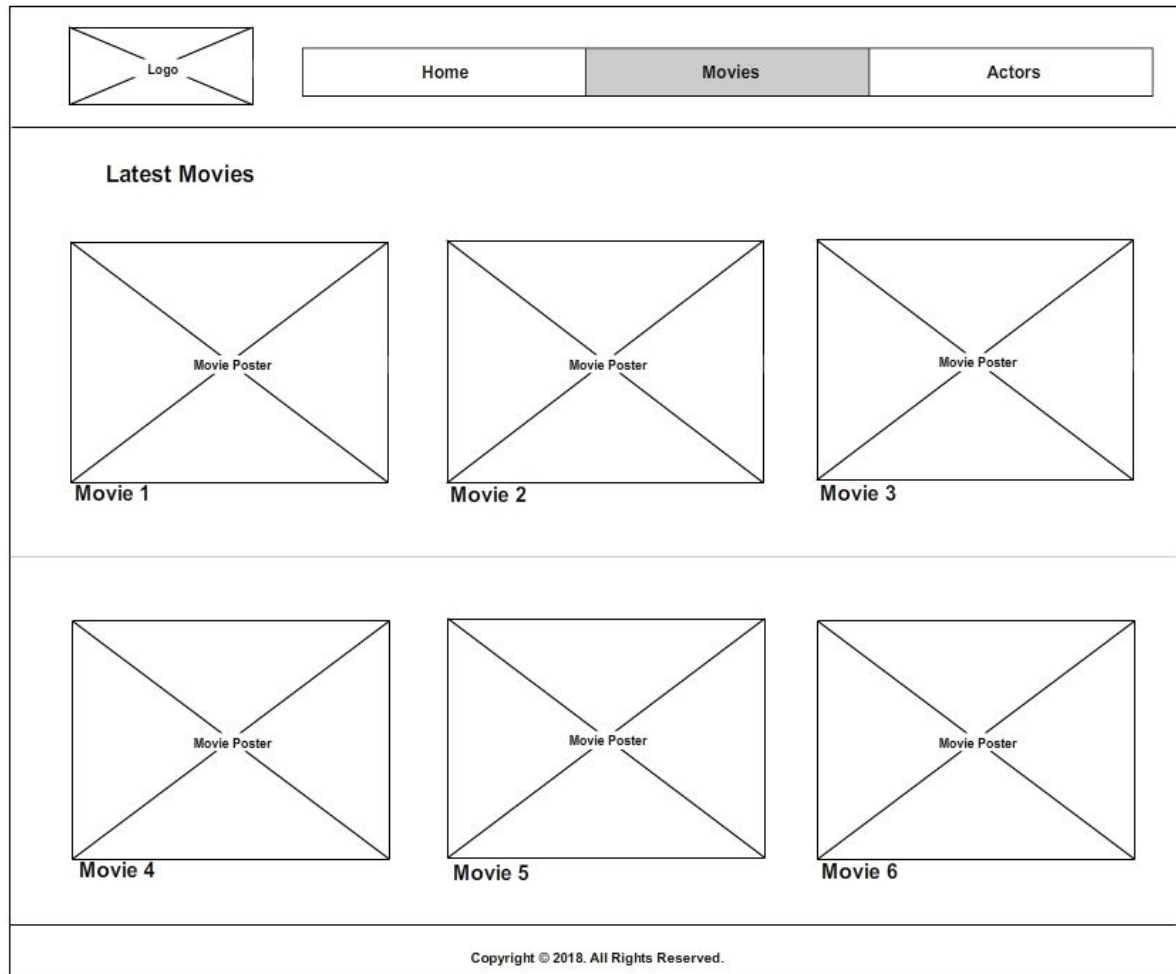 Logo
Home
Movies
Actors
Latest Movies
Movie Poster
Movie Poster
Movie Poster
Movie 1
Movie 2
Movie 3
Movie Poster
Movie Poster
Movie Poster
Movie 4
Movie 5
Movie 6
Copyright © 2018. All Rights Reserved.